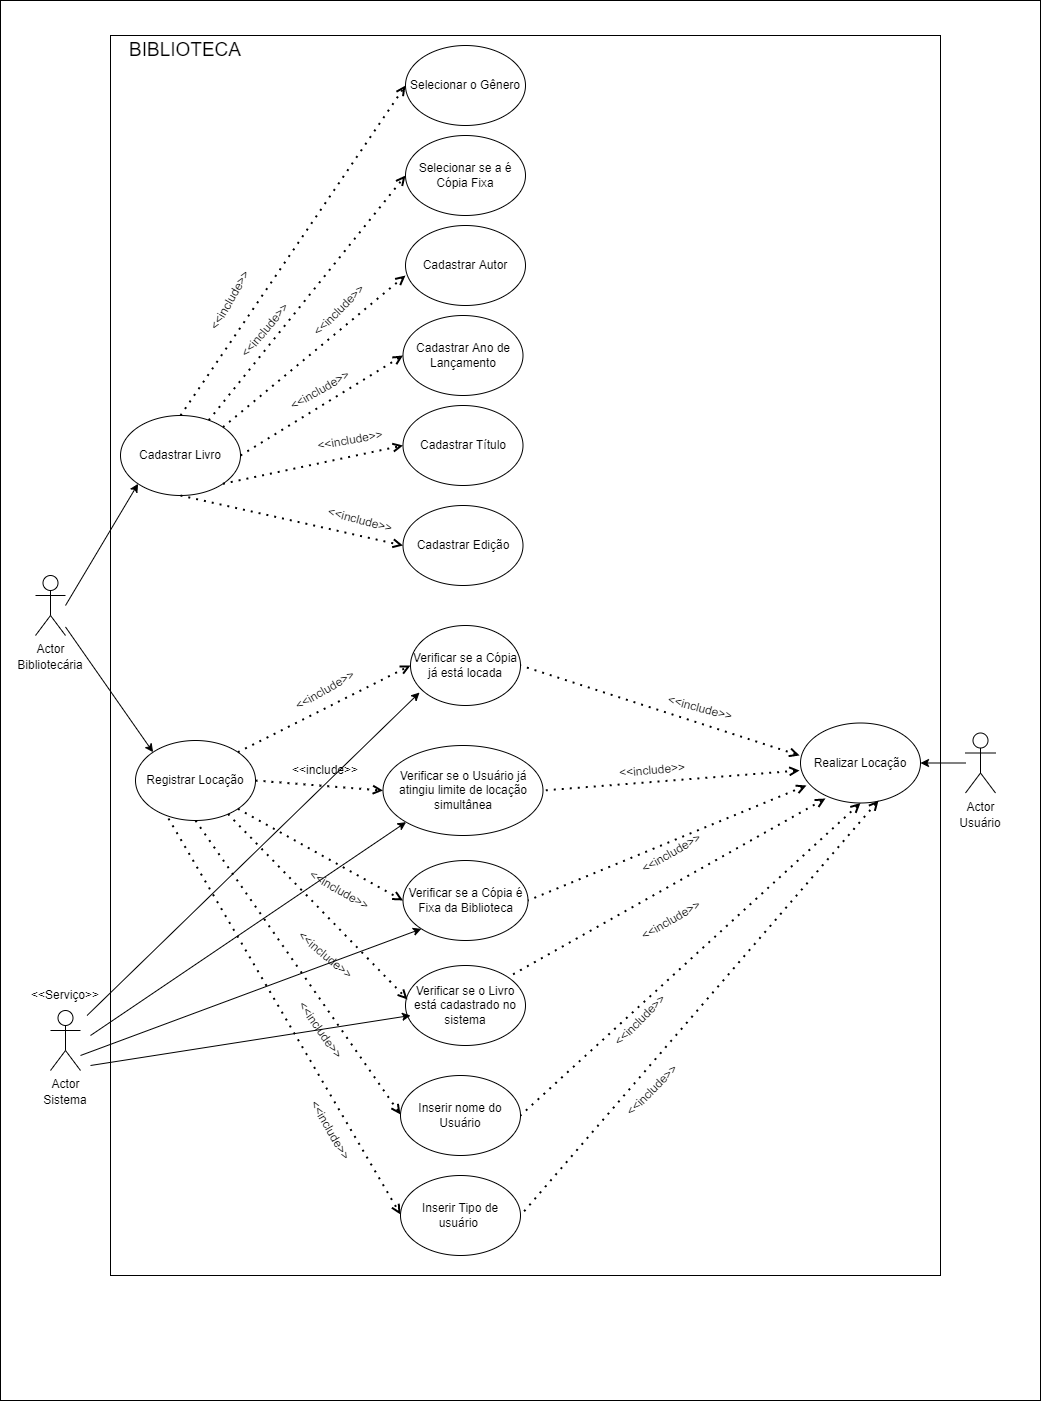 BIBLIOTECA
Selecionar o Gênero
Selecionar se a é
Cópia Fixa
Cadastrar Autor
Cadastrar Ano de
Lançamento
Cadastrar Título
Cadastrar Edição
Cadastrar Livro
<<include>>
<<include>>
<<include>>
<<include>>
<<include>>
<<include>>
Actor
Bibliotecária
Verificar se a Cópia
já está locada
Registrar Locação
Verificar se o Usuário já
atingiu limite de locação
simultânea
Verificar se a Cópia é
Fixa da Biblioteca
Verificar se o Livro
está cadastrado no
sistema
Inserir nome do
Usuário
Inserir Tipo de
usuário
<<include>>
<<include>>
<<include>>
<<include>>
<<include>>
<<include>>
<<Serviço>>
Actor
Sistema
<<include>>
<<include>>
<<include>>
<<include>>
<<include>>
<<include>>
Realizar Locação
Actor
Usuário